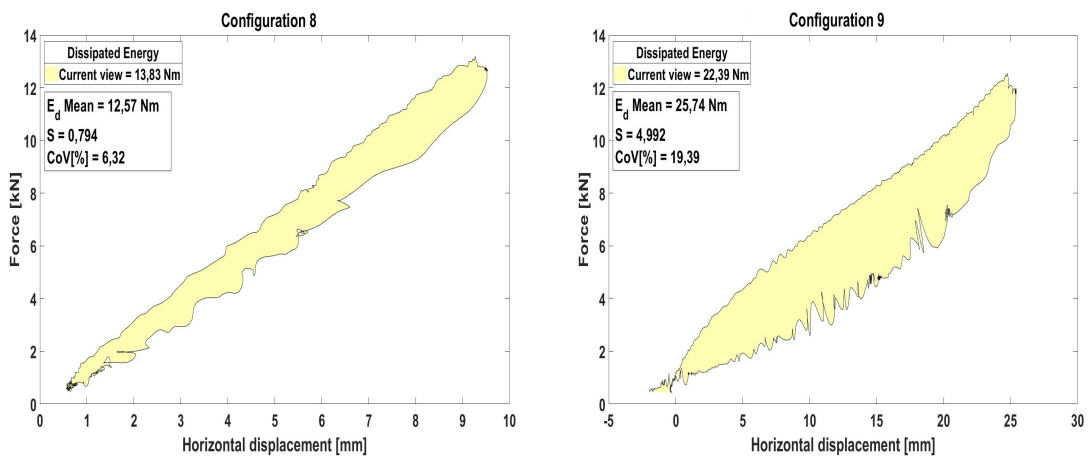 Configuration 8
14
12
10
8
6
4
2
0
Force [kN]
Dissipated Energy
Current view = 13,83 Nm
E_d Mean = 12,57 Nm
S = 0,794
CoV[%] = 6,32
0 1 2 3 4 5 6 7 8 9 10
Horizontal displacement [mm]
Configuration 9
14
12
10
8
6
4
2
0
Force [kN]
Dissipated Energy
Current view = 22,39 Nm
E_d Mean = 25,74 Nm
S = 4,992
CoV[%] = 19,39
-5 0 5 10 15 20 25 30
Horizontal displacement [mm]